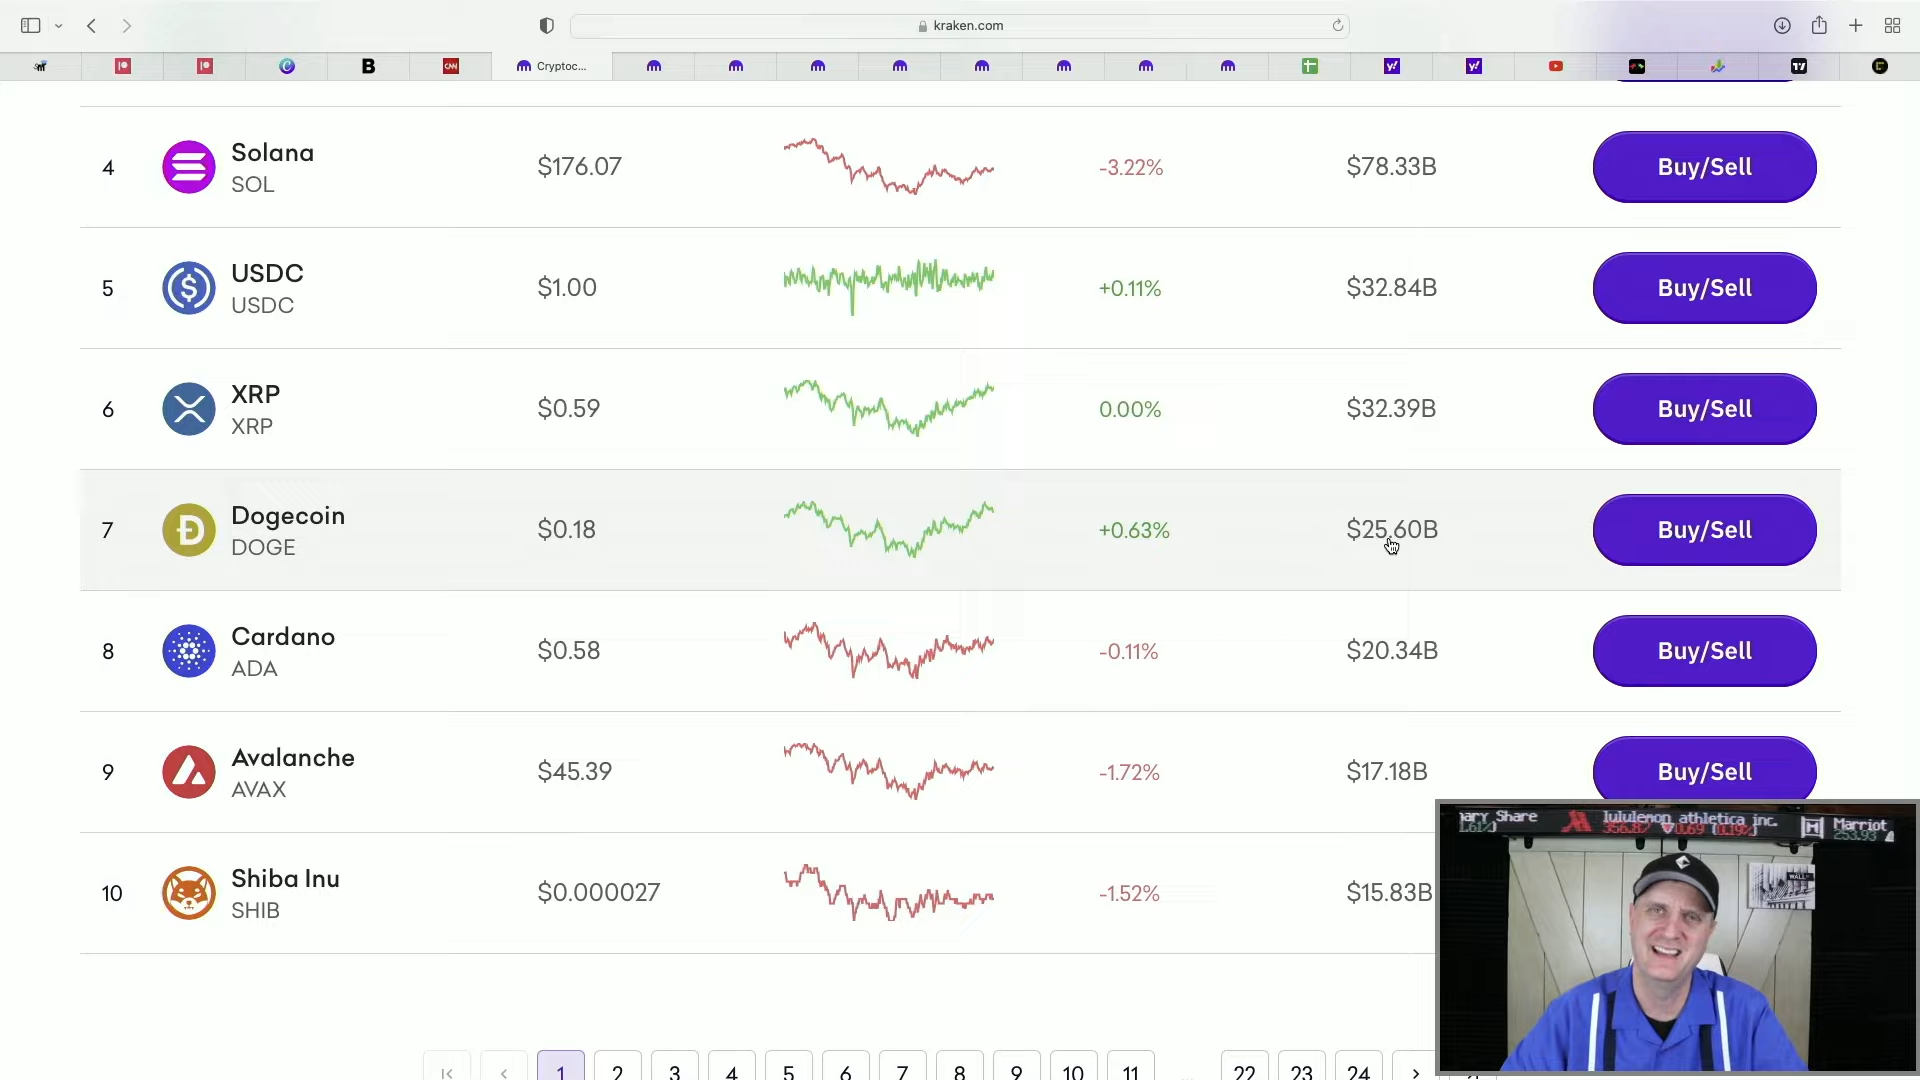 kraken.com
Cryptoc...
4
Solana
SOL
$176.07
-3.22%
$78.33B
Buy/Sell
5
USDC
USDC
$1.00
+0.11%
$32.84B
Buy/Sell
6
XRP
XRP
$0.59
0.00%
$32.39B
Buy/Sell
7
Dogecoin
DOGE
$0.18
+0.63%
$25.60B
Buy/Sell
8
Cardano
ADA
$0.58
-0.11%
$20.34B
Buy/Sell
9
Avalanche
AVAX
$45.39
-1.72%
$17.18B
Buy/Sell
10
Shiba Inu
SHIB
$0.000027
-1.52%
$15.83B
Share lululemon athletica inc. Marriot
253.93
WALL
1 2 3 4 5 6 7 8 9 10 11 ... 22 23 24